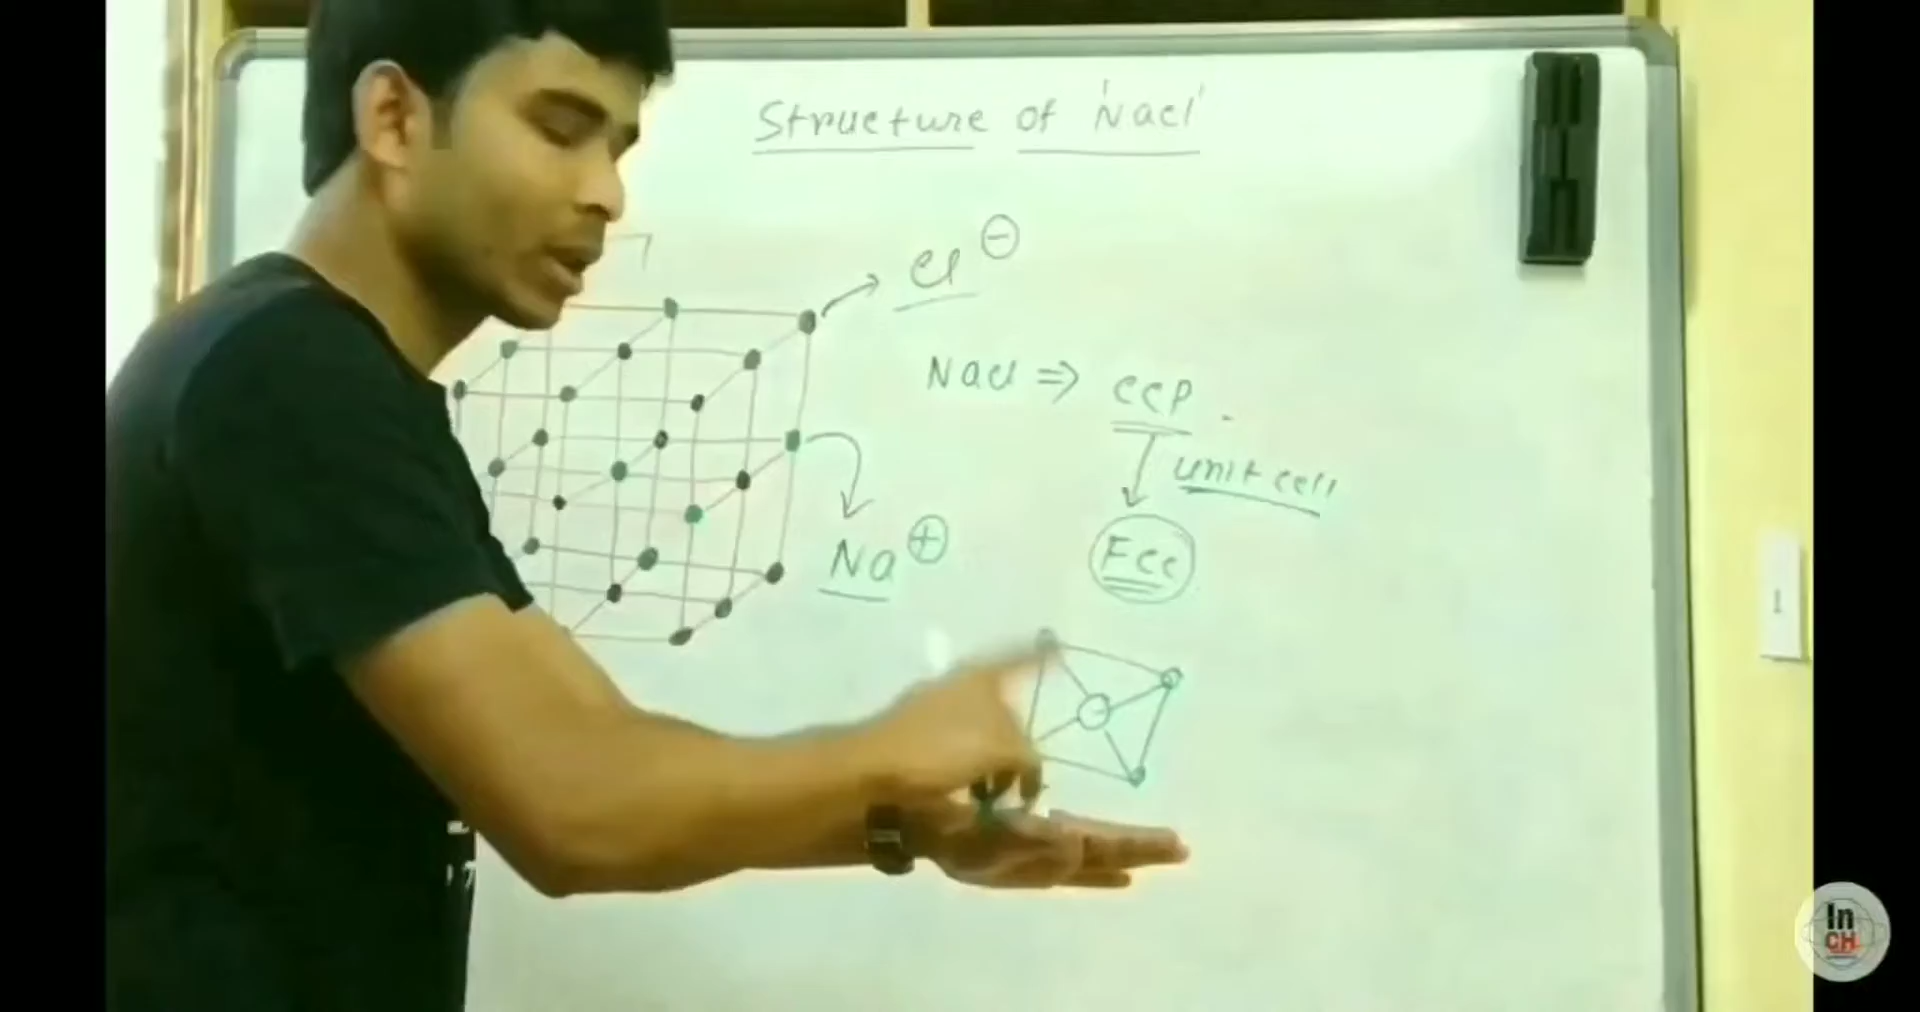 Structure of 'Nacl'
Cl⊖
Nacl ⇒ CCP
unit cell
Na⊕
Fcc
In
CH